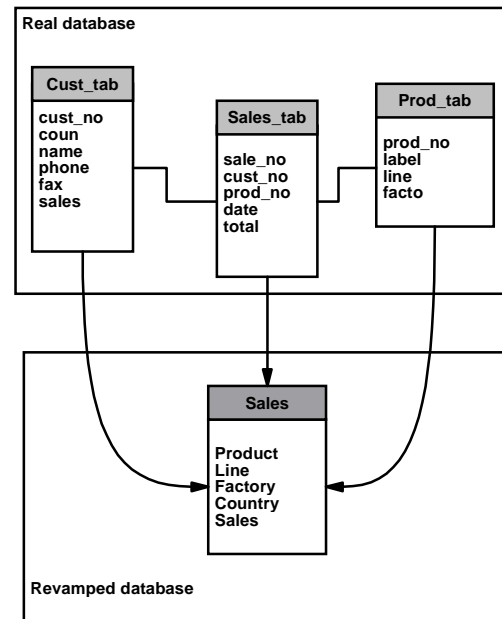 Real database
Cust_tab
cust_no
coun
name
phone
fax
sales
Sales_tab
sale_no
cust_no
prod_no
date
total
Prod_tab
prod_no
label
line
facto
Sales
Product
Line
Factory
Country
Sales
Revamped database